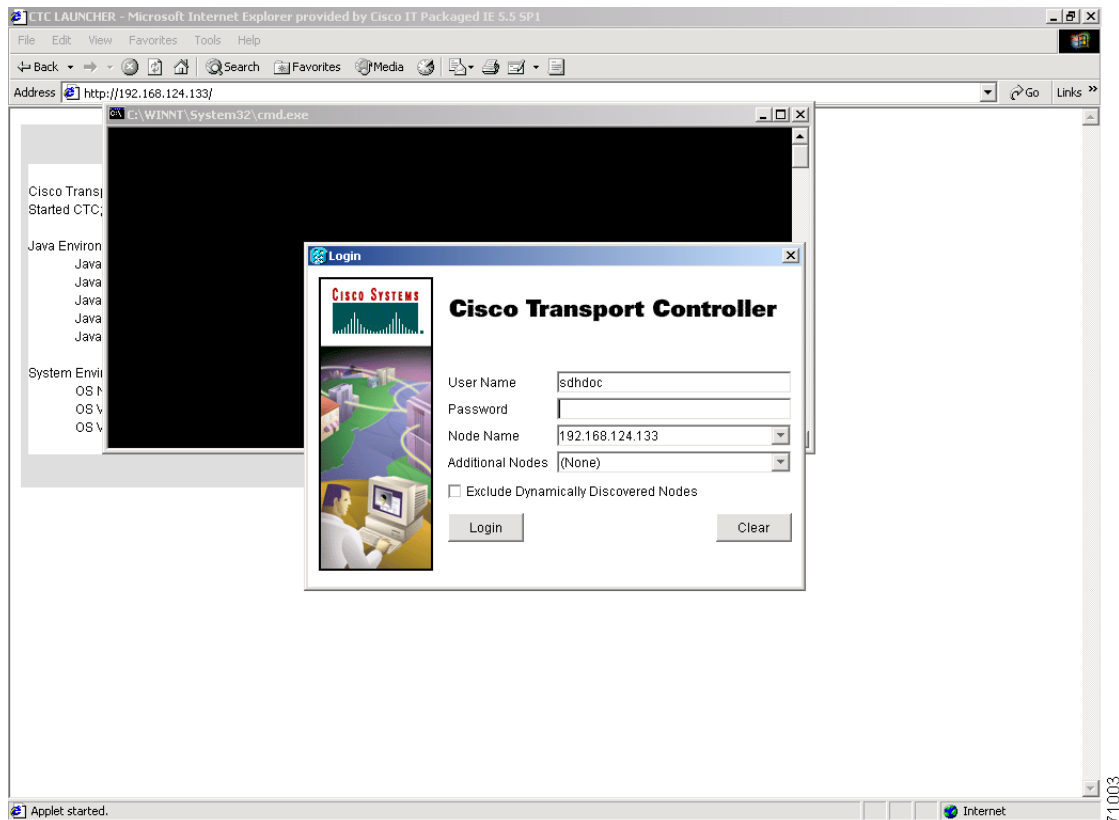 CTC LAUNCHER - Microsoft Internet Explorer provided by Cisco IT Packaged IE 5.5 SP1
File Edit View Favorites Tools Help
Back Search Favorites Media
Address http://192.168.124.133/ Go Links »
C:\WINNT\System32\cmd.exe
Cisco Transp
Started CTC;
Java Environ
Java
Java
Java
Java
Java
System Envi
OS N
OS V
OS V
Login
CISCO SYSTEMS
Cisco Transport Controller
User Name sdhdoc
Password
Node Name 192.168.124.133
Additional Nodes (None)
Exclude Dynamically Discovered Nodes
Login Clear
Applet started. Internet
71003